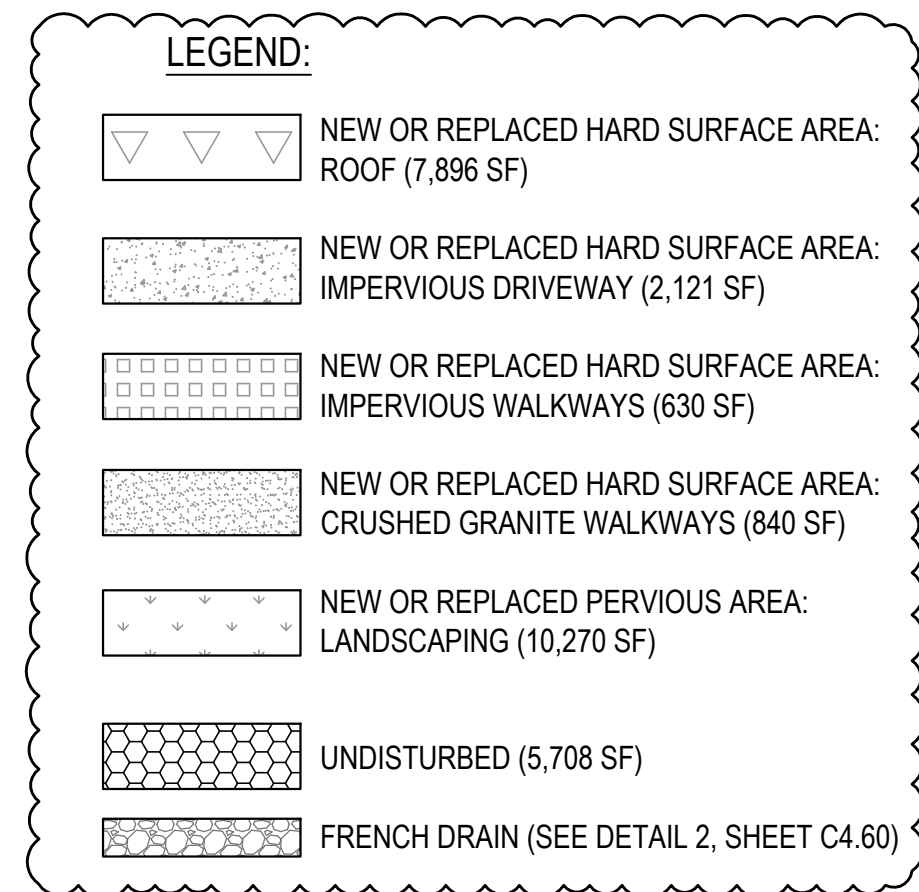 LEGEND:
NEW OR REPLACED HARD SURFACE AREA:
ROOF (7,896 SF)
NEW OR REPLACED HARD SURFACE AREA:
IMPERVIOUS DRIVEWAY (2,121 SF)
NEW OR REPLACED HARD SURFACE AREA:
IMPERVIOUS WALKWAYS (630 SF)
NEW OR REPLACED HARD SURFACE AREA:
CRUSHED GRANITE WALKWAYS (840 SF)
NEW OR REPLACED PERVIOUS AREA:
LANDSCAPING (10,270 SF)
UNDISTURBED (5,708 SF)
FRENCH DRAIN (SEE DETAIL 2, SHEET C4.60)